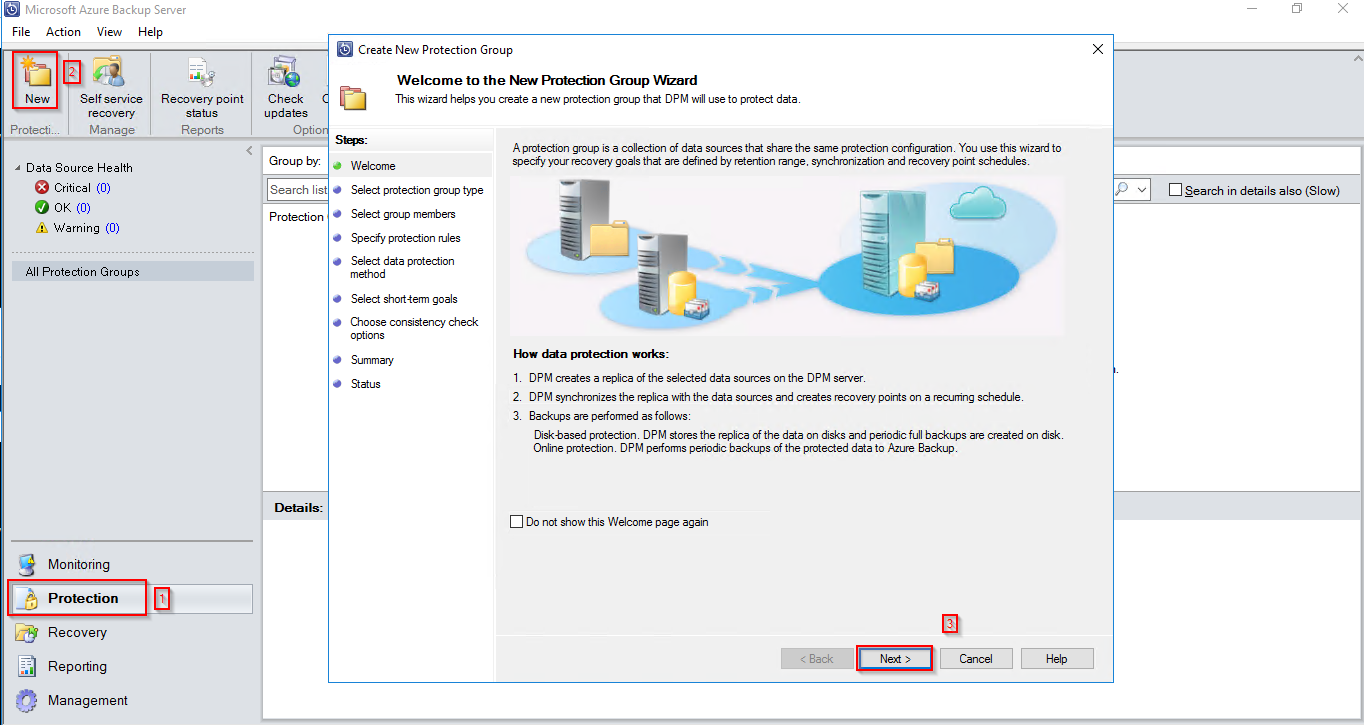 Microsoft Azure Backup Server
File Action View Help
New
2
Self service
recovery
Recovery point
status
Check
updates
Protecti...
Manage
Reports
Option
Data Source Health
Critical (0)
OK (0)
Warning (0)
All Protection Groups
Monitoring
Protection
1
Recovery
Reporting
Management
Group by:
Search list
Protection
Details:
Search in details also (Slow)
Create New Protection Group
Welcome to the New Protection Group Wizard
This wizard helps you create a new protection group that DPM will use to protect data.
Steps:
Welcome
Select protection group type
Select group members
Specify protection rules
Select data protection
method
Select short-term goals
Choose consistency check
options
Summary
Status
A protection group is a collection of data sources that share the same protection configuration. You use this wizard to
specify your recovery goals that are defined by retention range, synchronization and recovery point schedules.
How data protection works:
1. DPM creates a replica of the selected data sources on the DPM server.
2. DPM synchronizes the replica with the data sources and creates recovery points on a recurring schedule.
3. Backups are performed as follows:
Disk-based protection. DPM stores the replica of the data on disks and periodic full backups are created on disk.
Online protection. DPM performs periodic backups of the protected data to Azure Backup.
Do not show this Welcome page again
3
< Back
Next >
Cancel
Help